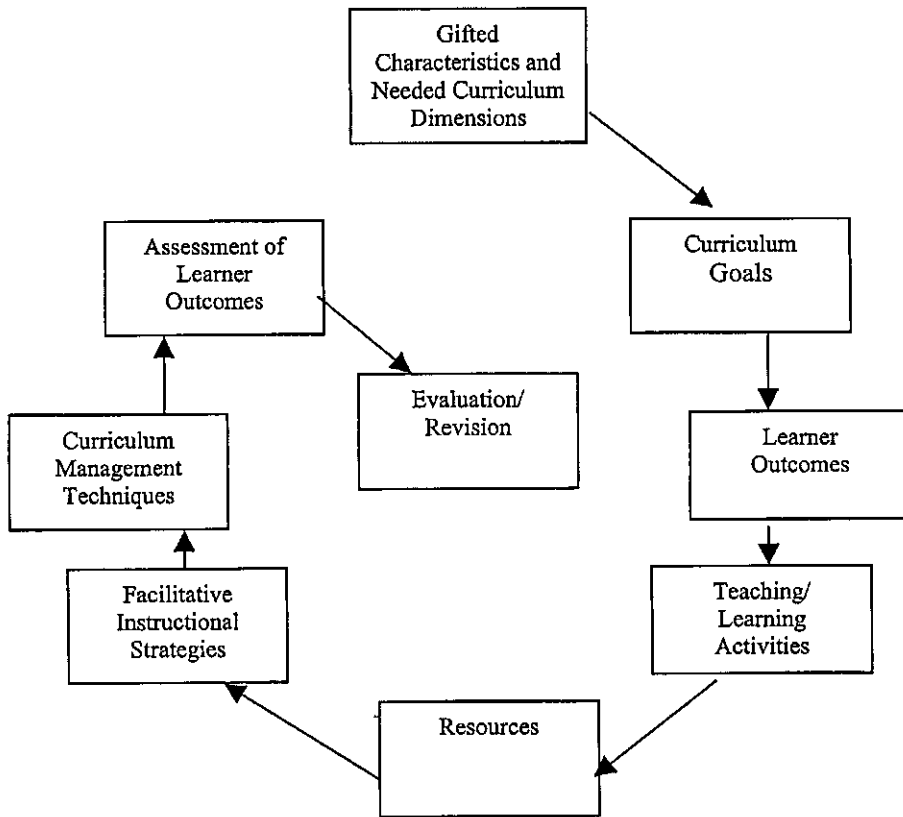 Gifted
Characteristics and
Needed Curriculum
Dimensions
Curriculum
Goals
Learner
Outcomes
Teaching/
Learning
Activities
Resources
Facilitative
Instructional
Strategies
Curriculum
Management
Techniques
Assessment of
Learner
Outcomes
Evaluation/
Revision